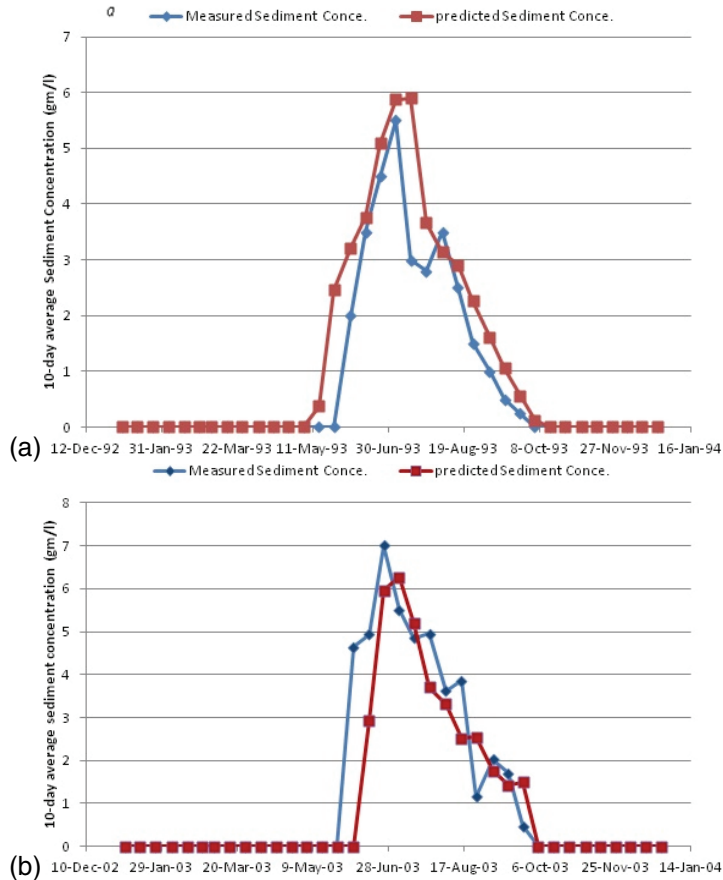 a
Measured Sediment Conce. predicted Sediment Conce.
10-day average Sediment Concentration (gm/l)
7
6
5
4
3
2
1
0
(a)
12-Dec-92 31-Jan-93 22-Mar-93 11-May-93 30-Jun-93 19-Aug-93 8-Oct-93 27-Nov-93 16-Jan-94
Measured Sediment Conce. predicted Sediment Conce.
10-day average sediment concentration (gm/l)
8
7
6
5
4
3
2
1
0
(b)
10-Dec-02 29-Jan-03 20-Mar-03 9-May-03 28-Jun-03 17-Aug-03 6-Oct-03 25-Nov-03 14-Jan-04